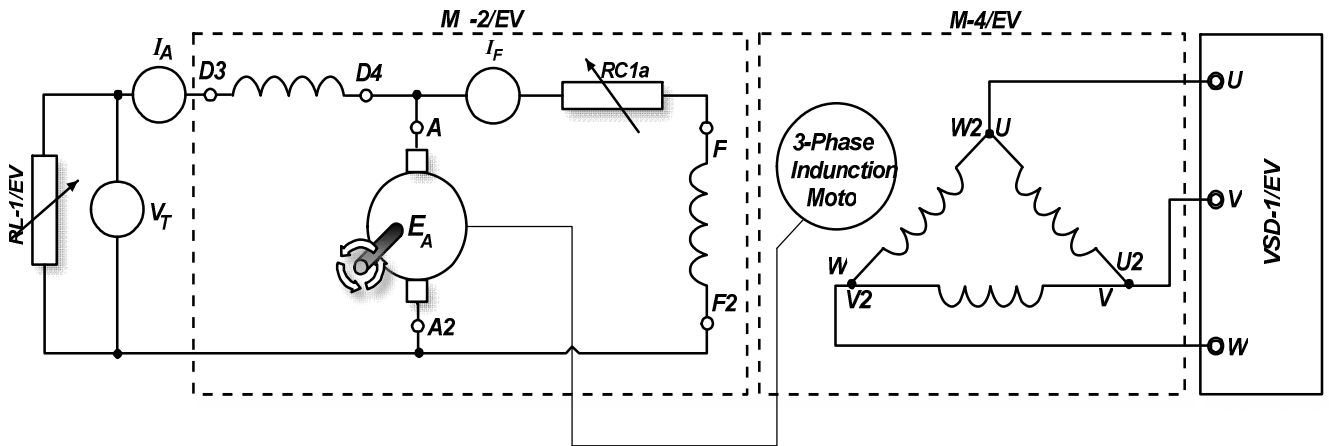 M -2/EV
M-4/EV
I_A
D3
D4
I_F
RC1a
U
W2 U
A
F
3-Phase
Indunction
Moto
RL-1/EV
V_T
E_A
V
VSD-1/EV
W
V2
U2
V
A2
F2
W